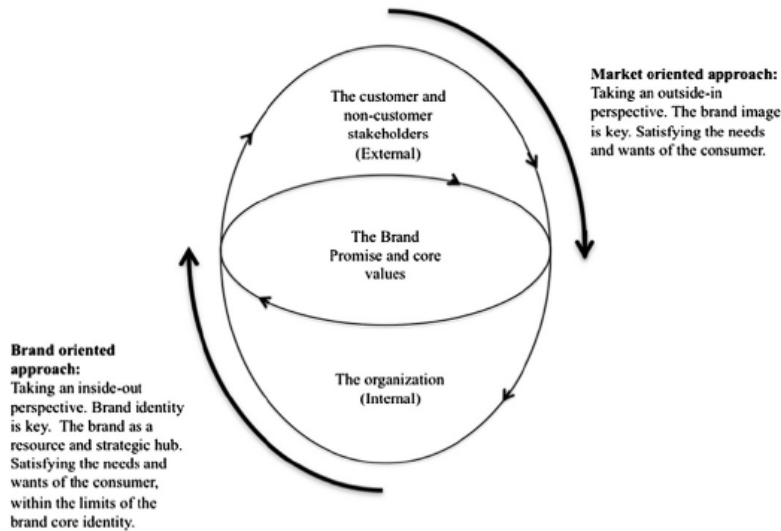 Market oriented approach:
Taking an outside-in
perspective. The brand image
is key. Satisfying the needs
and wants of the consumer.
The customer and
non-customer
stakeholders
(External)
The Brand
Promise and core
values
The organization
(Internal)
Brand oriented
approach:
Taking an inside-out
perspective. Brand identity
is key. The brand as a
resource and strategic hub.
Satisfying the needs and
wants of the consumer,
within the limits of the
brand core identity.